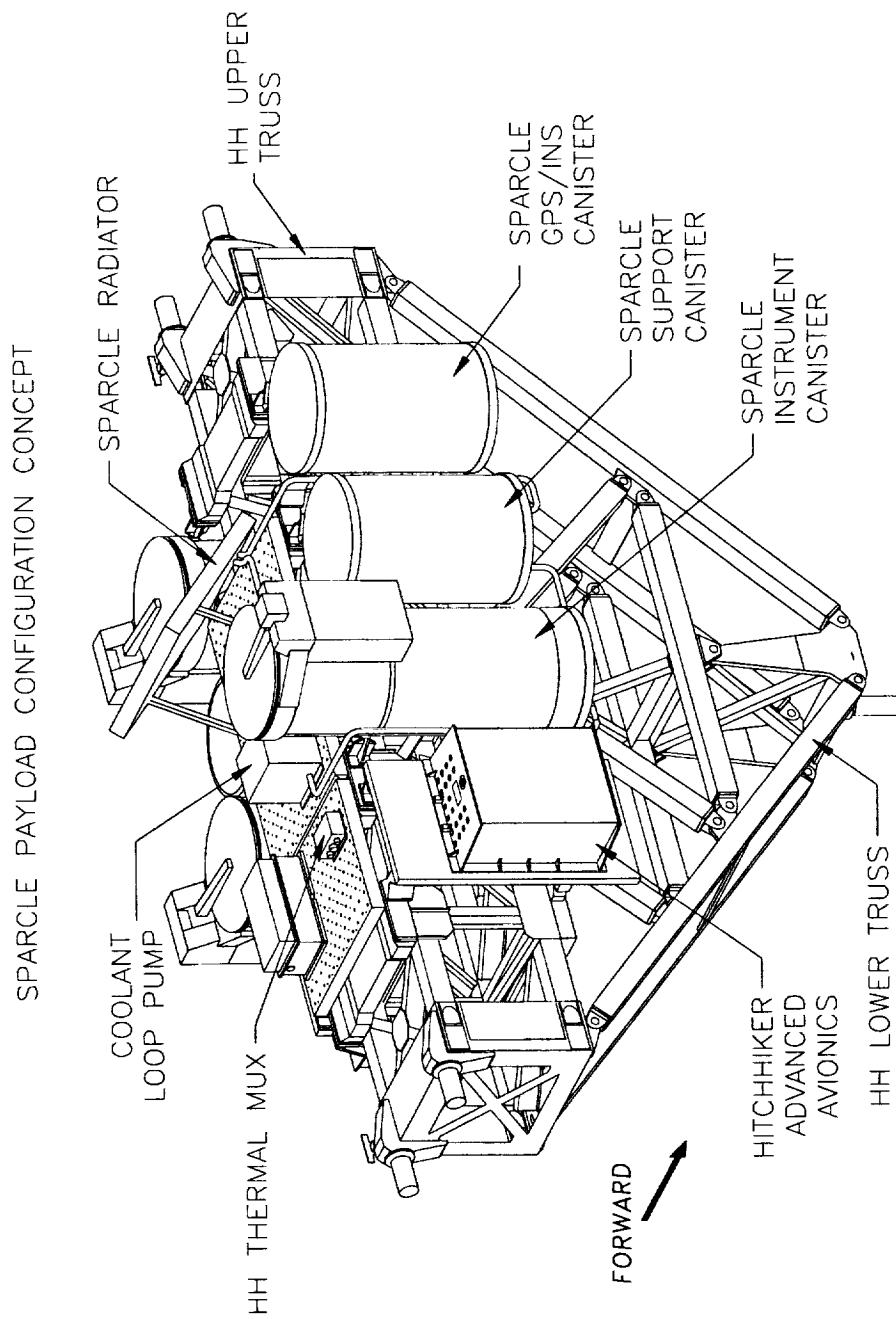 SPARCLE PAYLOAD CONFIGURATION CONCEPT
COOLANT
LOOP PUMP
HH THERMAL MUX
SPARCLE RADIATOR
HH UPPER
TRUSS
SPARCLE
GPS/INS
CANISTER
SPARCLE
SUPPORT
CANISTER
SPARCLE
INSTRUMENT
CANISTER
FORWARD
HITCHHIKER
ADVANCED
AVIONICS
HH LOWER TRUSS